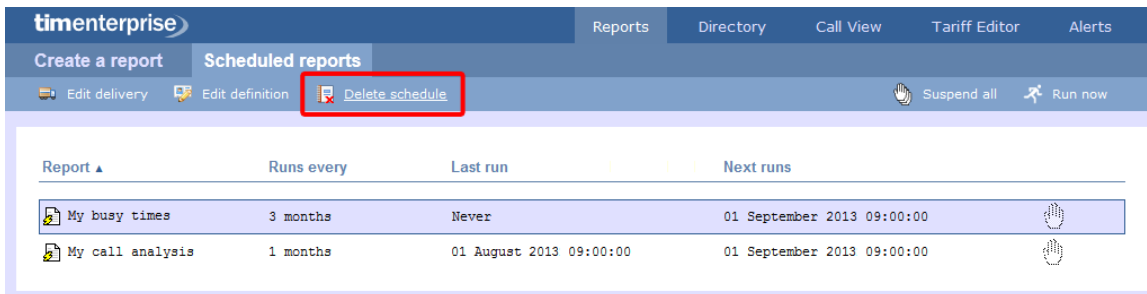 timenterprise Reports Directory Call View Tariff Editor Alerts
Create a report Scheduled reports
Edit delivery Edit definition Delete schedule Suspend all Run now
Report ▲ Runs every Last run Next runs
My busy times 3 months Never 01 September 2013 09:00:00
My call analysis 1 months 01 August 2013 09:00:00 01 September 2013 09:00:00